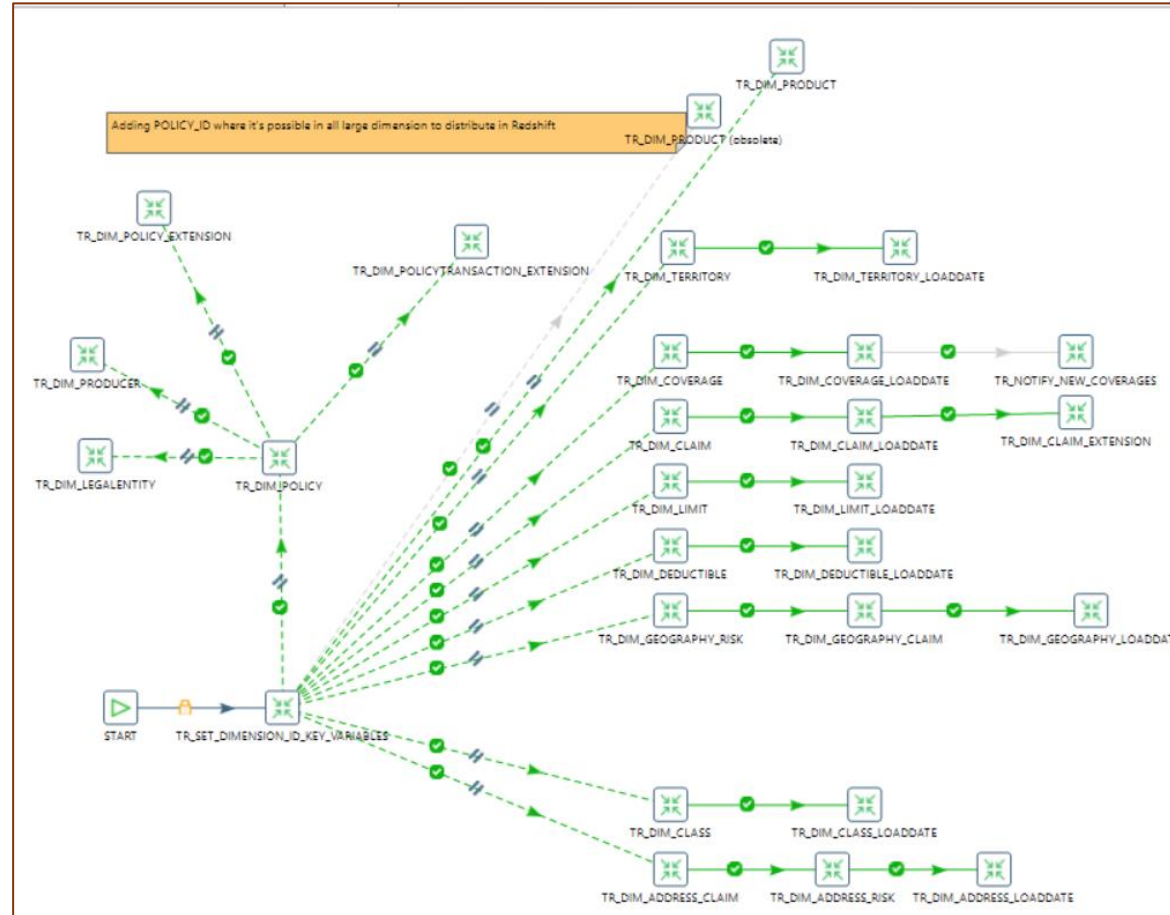 TR_DIM_PRODUCT
Adding POLICY_ID where it's possible in all large dimension to distribute in Redshift
TR_DIM_PRODUCT (obsolete)
TR_DIM_POLICY_EXTENSION
TR_DIM_POLICYTRANSACTION_EXTENSION
TR_DIM_TERRITORY
TR_DIM_TERRITORY_LOADDATE
TR_DIM_PRODUCER
TR_DIM_COVERAGE
TR_DIM_COVERAGE_LOADDATE
TR_NOTIFY_NEW_COVERAGES
TR_DIM_CLAIM
TR_DIM_CLAIM_LOADDATE
TR_DIM_CLAIM_EXTENSION
TR_DIM_LEGALENTITY
TR_DIM_POLICY
TR_DIM_LIMIT
TR_DIM_LIMIT_LOADDATE
TR_DIM_DEDUCTIBLE
TR_DIM_DEDUCTIBLE_LOADDATE
TR_DIM_GEOGRAPHY_RISK
TR_DIM_GEOGRAPHY_CLAIM
TR_DIM_GEOGRAPHY_LOADDAT
START
TR_SET_DIMENSION_ID_KEY_VARIABLES
TR_DIM_CLASS
TR_DIM_CLASS_LOADDATE
TR_DIM_ADDRESS_CLAIM
TR_DIM_ADDRESS_RISK
TR_DIM_ADDRESS_LOADDATE